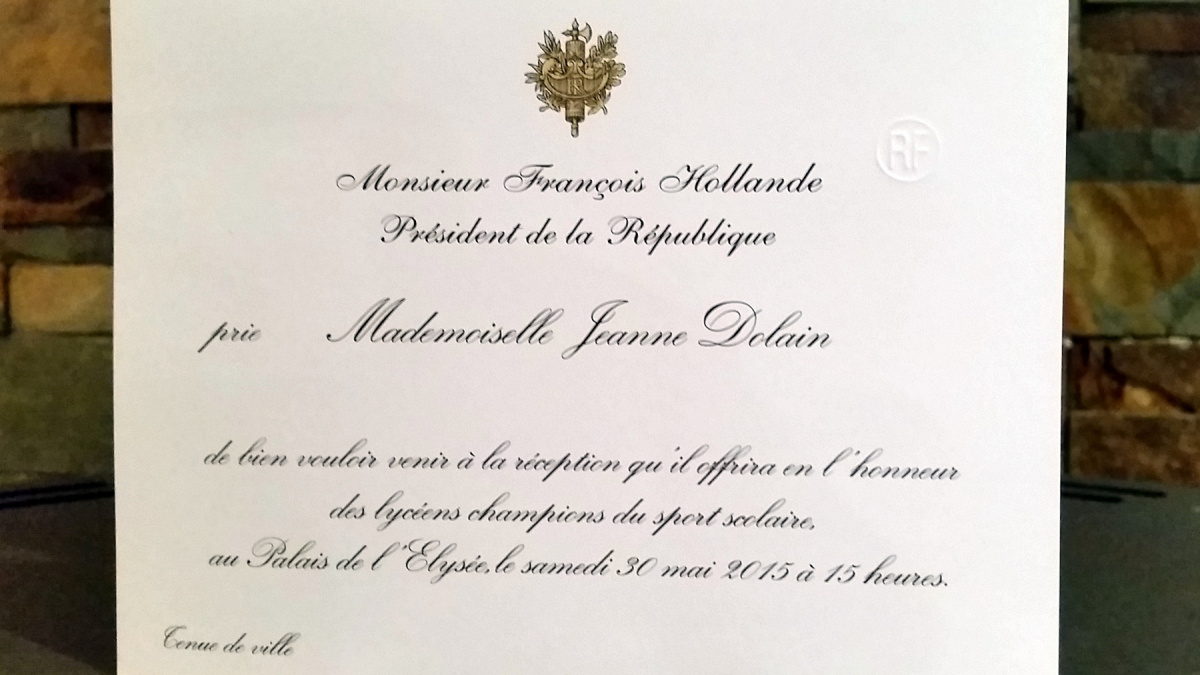 RF
Monsieur François Hollande
Président de la République
prie Mademoiselle Jeanne Dolain
de bien vouloir venir à la réception qu'il offrira en l'honneur
des lycéens champions du sport scolaire,
au Palais de l'Elysée, le samedi 30 mai 2015 à 15 heures.
Tenue de ville